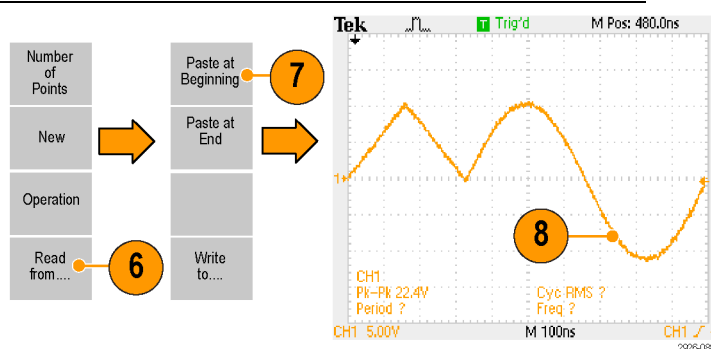 Number
of
Points
New
Operation
Read
from....
6
Paste at
Beginning
7
Paste at
End
Write
to....
Tek
Trig'd
M Pos: 480.0ns
1
8
CH1
Pk-Pk 22.4V
Period ?
Cyc RMS ?
Freq ?
CH1 5.00V
M 100ns
CH1